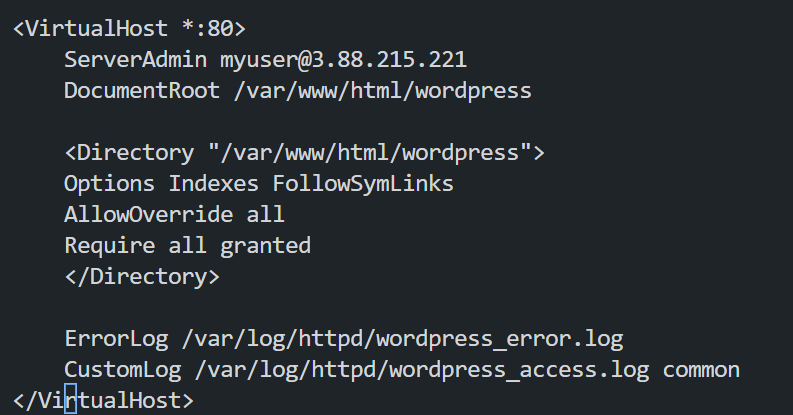 <VirtualHost *:80>
    ServerAdmin myuser@3.88.215.221
    DocumentRoot /var/www/html/wordpress

    <Directory "/var/www/html/wordpress">
    Options Indexes FollowSymLinks
    AllowOverride all
    Require all granted
    </Directory>

    ErrorLog /var/log/httpd/wordpress_error.log
    CustomLog /var/log/httpd/wordpress_access.log common
</VirtualHost>